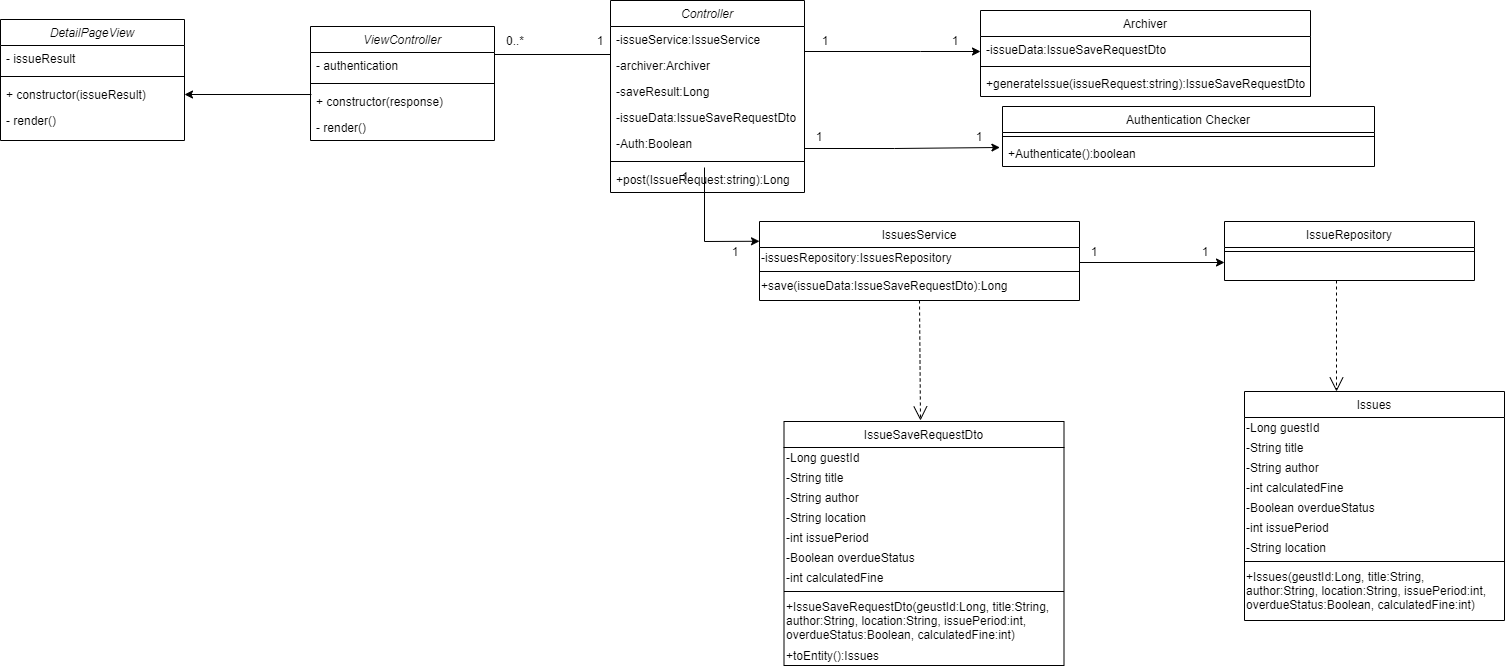 DetailPageView
- issueResult
+ constructor(issueResult)
- render()
ViewController
- authentication
+ constructor(response)
- render()
0..*
1
Controller
-issueService:IssueService
-archiver:Archiver
-saveResult:Long
-issueData:IssueSaveRequestDto
-Auth:Boolean
+post(IssueRequest:string):Long
1
1
1
1
Archiver
-issueData:IssueSaveRequestDto
+generateIssue(issueRequest:string):IssueSaveRequestDto
Authentication Checker
+Authenticate():boolean
1
1
IssuesService
-issuesRepository:IssuesRepository
+save(issueData:IssueSaveRequestDto):Long
1
1
IssueRepository
IssueSaveRequestDto
-Long guestId
-String title
-String author
-String location
-int issuePeriod
-Boolean overdueStatus
-int calculatedFine
+IssueSaveRequestDto(geustId:Long, title:String,
author:String, location:String, issuePeriod:int,
overdueStatus:Boolean, calculatedFine:int)
+toEntity():Issues
Issues
-Long guestId
-String title
-String author
-int calculatedFine
-Boolean overdueStatus
-int issuePeriod
-String location
+Issues(geustId:Long, title:String,
author:String, location:String, issuePeriod:int,
overdueStatus:Boolean, calculatedFine:int)